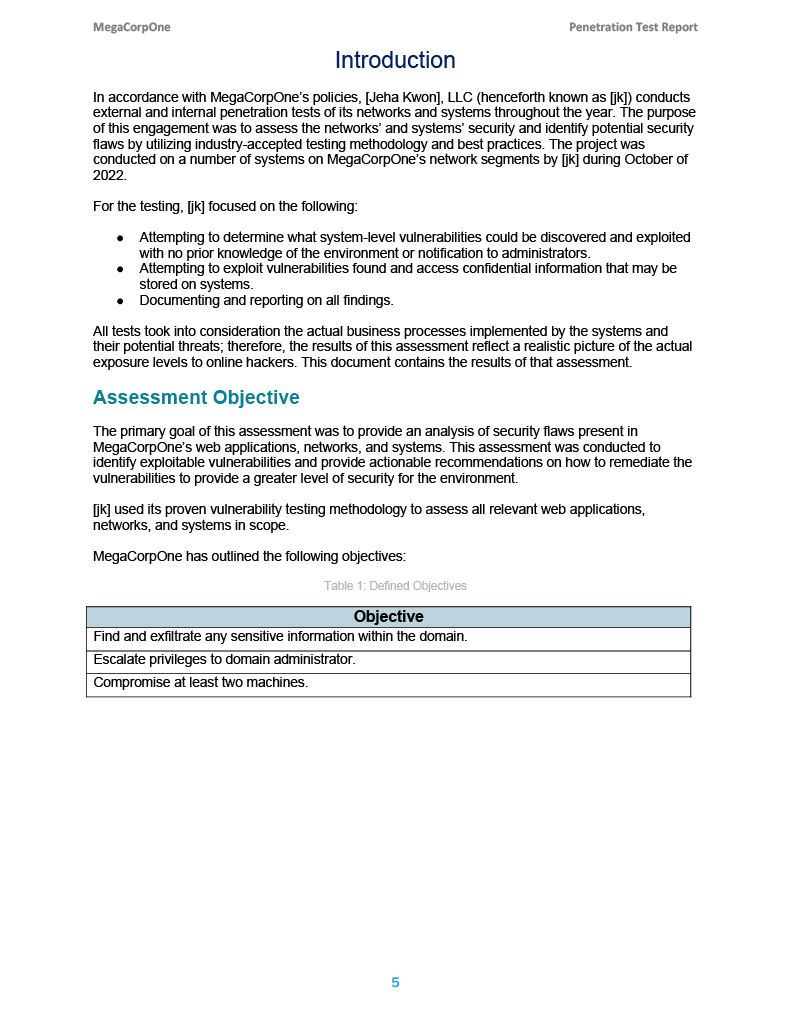 MegaCorpOne
Penetration Test Report
Introduction
In accordance with MegaCorpOne’s policies, [Jeha Kwon], LLC (henceforth known as [jk]) conducts
external and internal penetration tests of its networks and systems throughout the year. The purpose
of this engagement was to assess the networks’ and systems’ security and identify potential security
flaws by utilizing industry-accepted testing methodology and best practices. The project was
conducted on a number of systems on MegaCorpOne’s network segments by [jk] during October of
2022.
For the testing, [jk] focused on the following:
● Attempting to determine what system-level vulnerabilities could be discovered and exploited
with no prior knowledge of the environment or notification to administrators.
● Attempting to exploit vulnerabilities found and access confidential information that may be
stored on systems.
● Documenting and reporting on all findings.
All tests took into consideration the actual business processes implemented by the systems and
their potential threats; therefore, the results of this assessment reflect a realistic picture of the actual
exposure levels to online hackers. This document contains the results of that assessment.
Assessment Objective
The primary goal of this assessment was to provide an analysis of security flaws present in
MegaCorpOne’s web applications, networks, and systems. This assessment was conducted to
identify exploitable vulnerabilities and provide actionable recommendations on how to remediate the
vulnerabilities to provide a greater level of security for the environment.
[jk] used its proven vulnerability testing methodology to assess all relevant web applications,
networks, and systems in scope.
MegaCorpOne has outlined the following objectives:
Table 1: Defined Objectives
Objective
Find and exfiltrate any sensitive information within the domain.
Escalate privileges to domain administrator.
Compromise at least two machines.
5